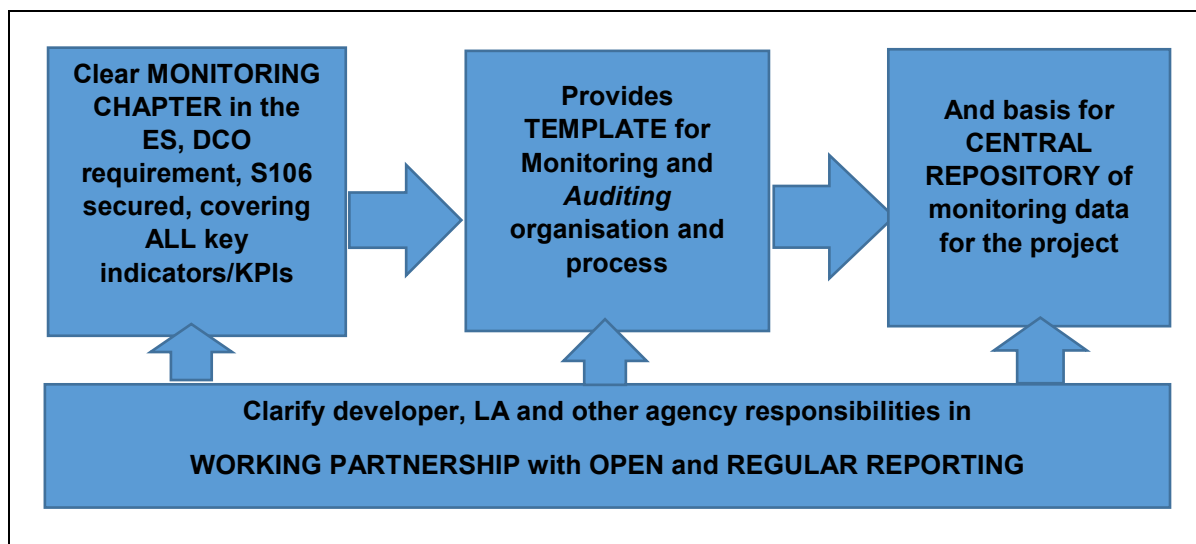 Clear MONITORING
CHAPTER in the
ES, DCO
requirement, S106
secured, covering
ALL key
indicators/KPIs
Provides
TEMPLATE for
Monitoring and
Auditing
organisation and
process
And basis for
CENTRAL
REPOSITORY of
monitoring data
for the project
Clarify developer, LA and other agency responsibilities in
WORKING PARTNERSHIP with OPEN and REGULAR REPORTING